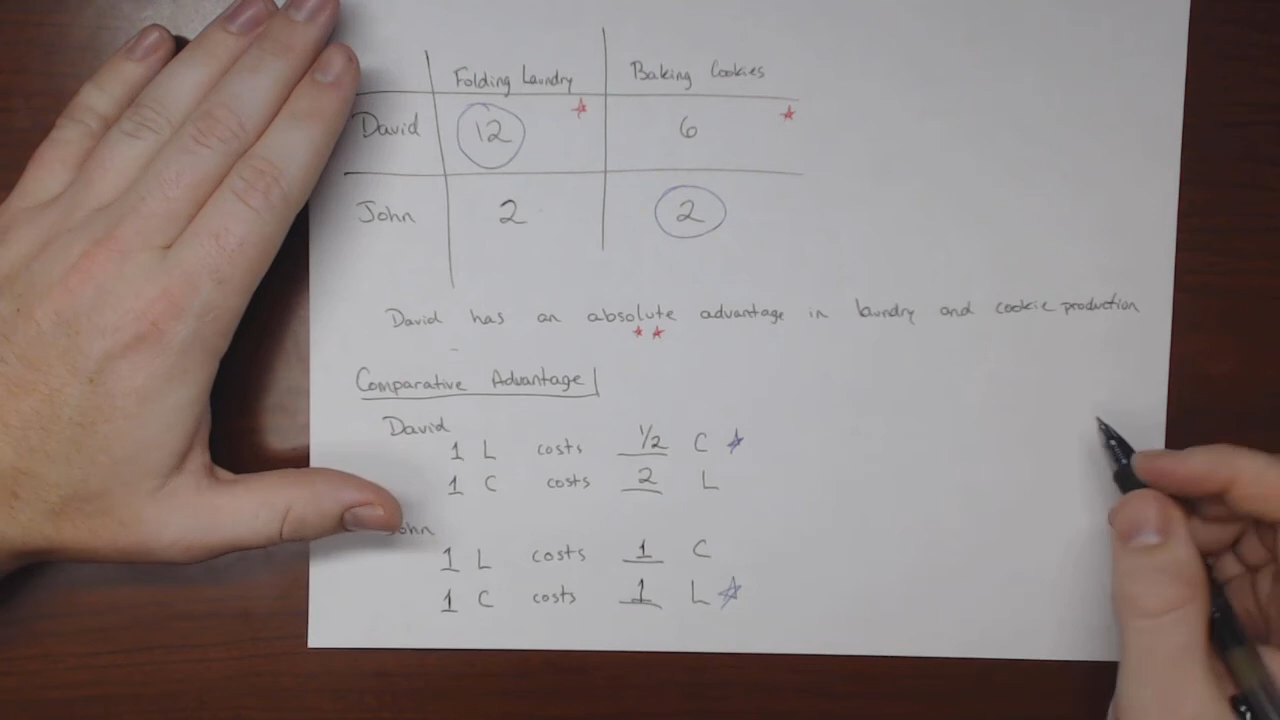 Folding Laundry Baking Cookies
David 12 6
John 2 2
David has an absolute advantage in laundry and cookie production
Comparative Advantage
David
1 L costs 1/2 C
1 C costs 2 L
John
1 L costs 1 C
1 C costs 1 L